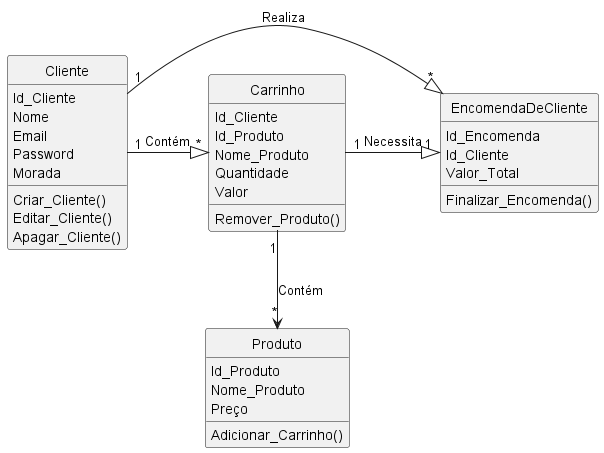 Realiza
1
*
Cliente
Id_Cliente
Nome
Email
Password
Morada
Criar_Cliente()
Editar_Cliente()
Apagar_Cliente()
1 Contém *
Carrinho
Id_Cliente
Id_Produto
Nome_Produto
Quantidade
Valor
Remover_Produto()
1 Necessita 1
EncomendaDeCliente
Id_Encomenda
Id_Cliente
Valor_Total
Finalizar_Encomenda()
1
Contém
*
Produto
Id_Produto
Nome_Produto
Preço
Adicionar_Carrinho()